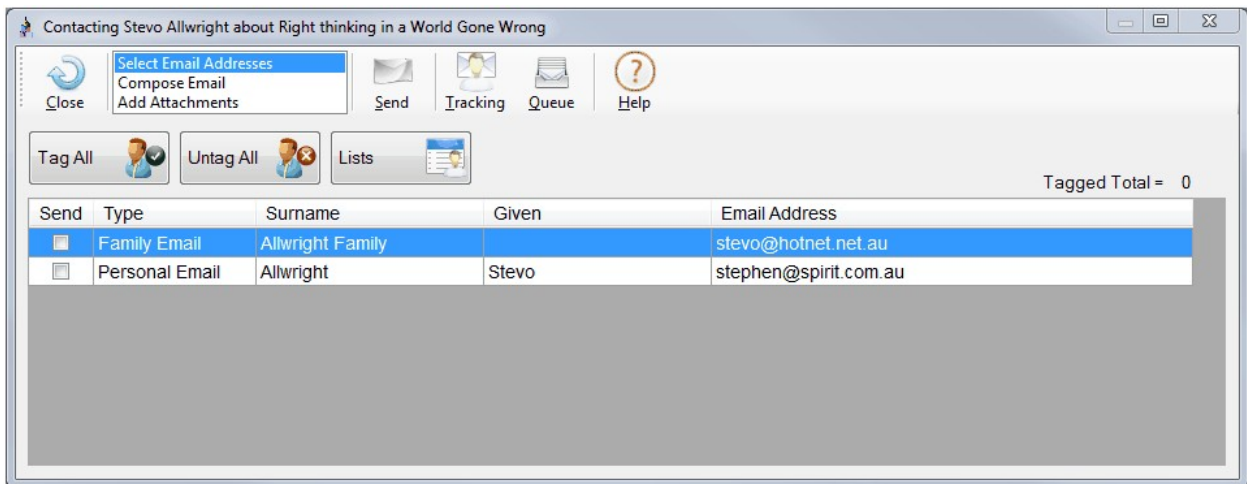 Contacting Stevo Allwright about Right thinking in a World Gone Wrong
Select Email Addresses
Compose Email
Add Attachments
Close Send Tracking Queue Help
Tag All Untag All Lists
Tagged Total = 0
Send Type Surname Given Email Address
Family Email Allwright Family stevo@hotnet.net.au
Personal Email Allwright Stevo stephen@spirit.com.au